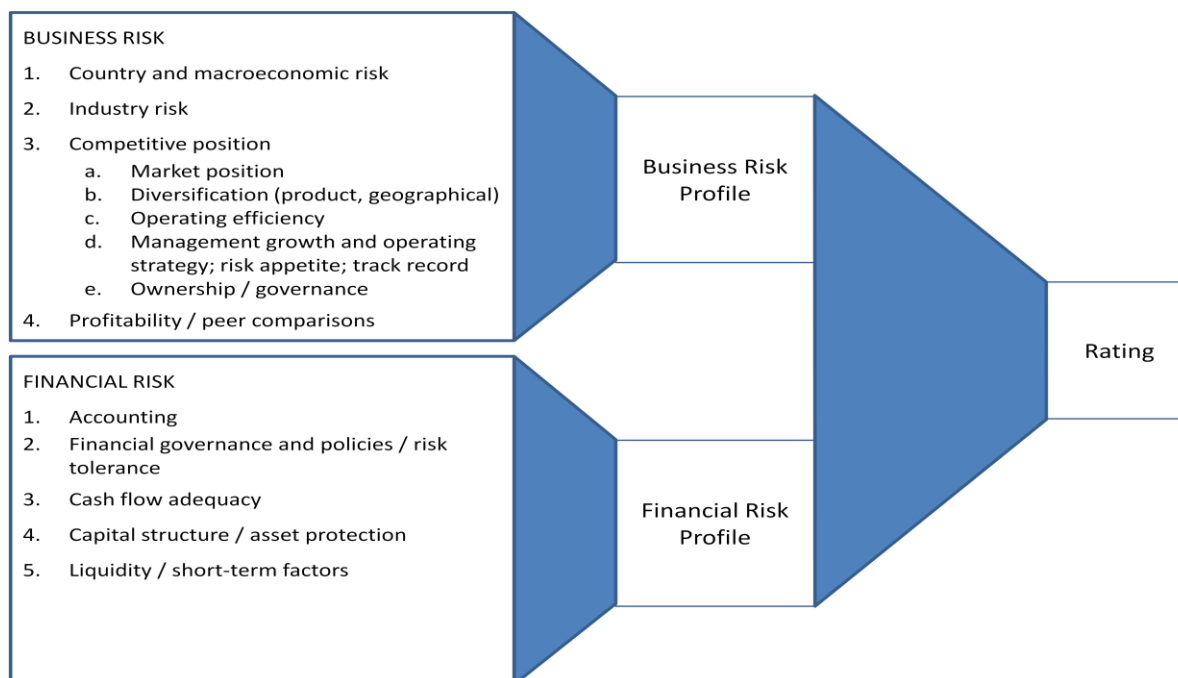 BUSINESS RISK
1. Country and macroeconomic risk
2. Industry risk
3. Competitive position
a. Market position
b. Diversification (product, geographical)
c. Operating efficiency
d. Management growth and operating
strategy; risk appetite; track record
e. Ownership / governance
4. Profitability / peer comparisons
Business Risk
Profile
FINANCIAL RISK
1. Accounting
2. Financial governance and policies / risk
tolerance
3. Cash flow adequacy
4. Capital structure / asset protection
5. Liquidity / short-term factors
Financial Risk
Profile
Rating